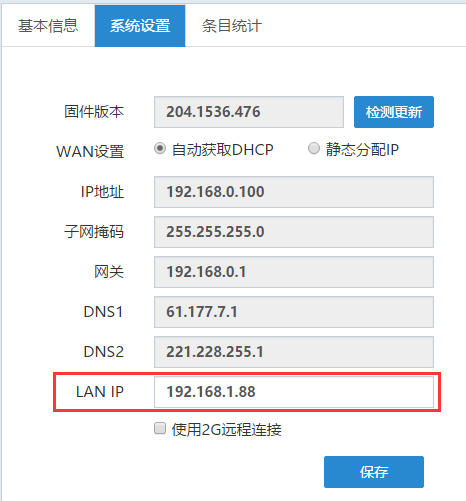 基本信息 系统设置 条目统计
固件版本 204.1536.476 检测更新
WAN设置 自动获取DHCP 静态分配IP
IP地址 192.168.0.100
子网掩码 255.255.255.0
网关 192.168.0.1
DNS1 61.177.7.1
DNS2 221.228.255.1
LAN IP 192.168.1.88
使用2G远程连接
保存